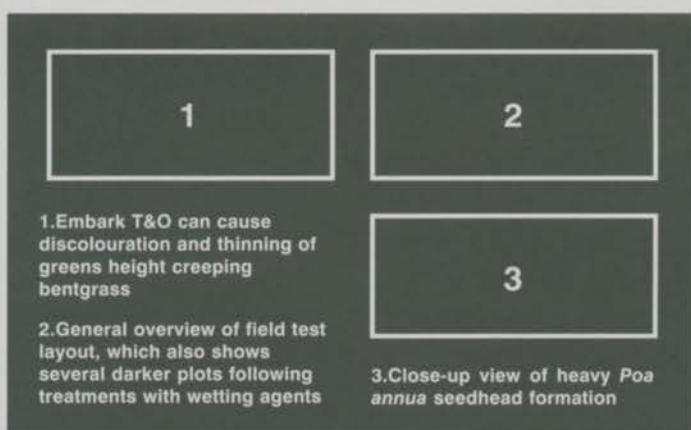 1
2
1.Embark T&O can cause
discolouration and thinning of
greens height creeping
bentgrass
3
2.General overview of field test
layout, which also shows
several darker plots following
treatments with wetting agents
3.Close-up view of heavy Poa
annua seedhead formation